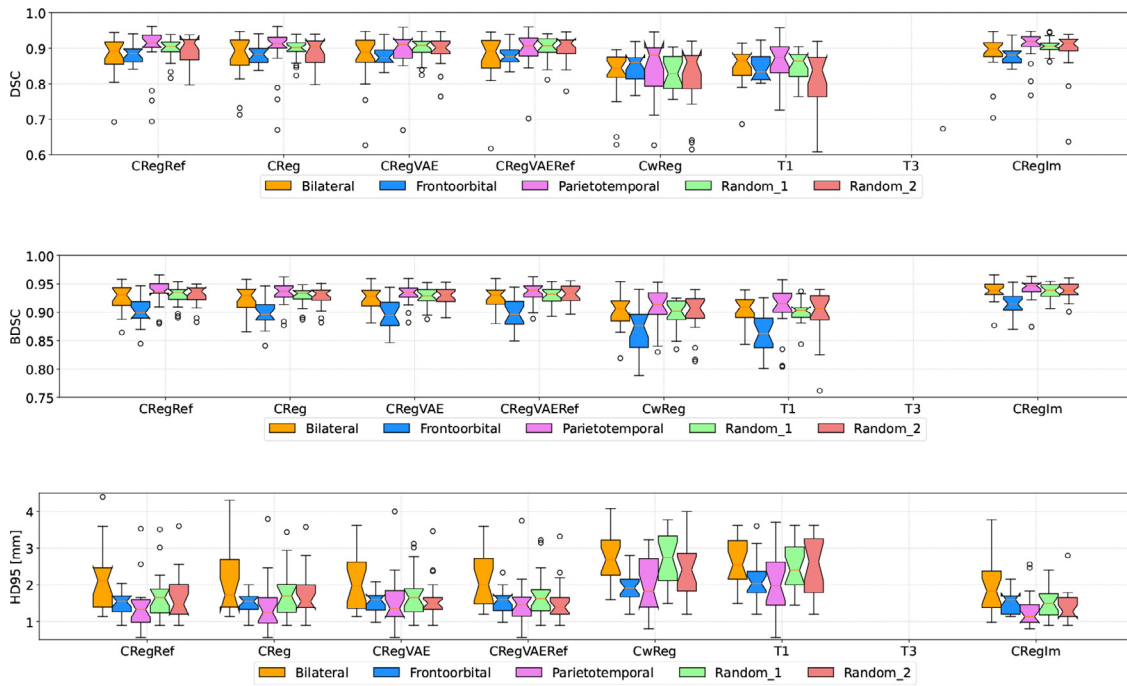 1.0
0.9
0.8
0.7
0.6
DSC
CRegRef CReg CRegVAE CRegVAERef CwReg T1 T3 CRegIm
Bilateral Frontoorbital Parietotemporal Random_1 Random_2
1.00
0.95
0.90
0.85
0.80
0.75
BDSC
CRegRef CReg CRegVAE CRegVAERef CwReg T1 T3 CRegIm
Bilateral Frontoorbital Parietotemporal Random_1 Random_2
4
3
2
1
HD95 [mm]
CRegRef CReg CRegVAE CRegVAERef CwReg T1 T3 CRegIm
Bilateral Frontoorbital Parietotemporal Random_1 Random_2